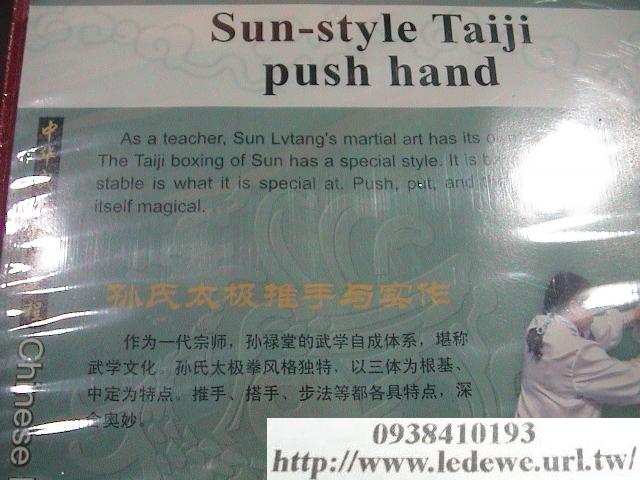 Sun-style Taiji
push hand
As a teacher, Sun Lvtang's martial art has its
The Taiji boxing of Sun has a special style. It is
stable is what it is special at. Push, put, and
itself magical.
孙氏太极推手与实作
作为一代宗师，孙禄堂的武学自成体系，堪称
武学文化。孙氏太极拳风格独特，以三体为根基、
中定为特点。推手、搭手、步法等都各具特点，深
含奥妙。
中华
Chinese
0938410193
http://www.ledewe.url.tw/